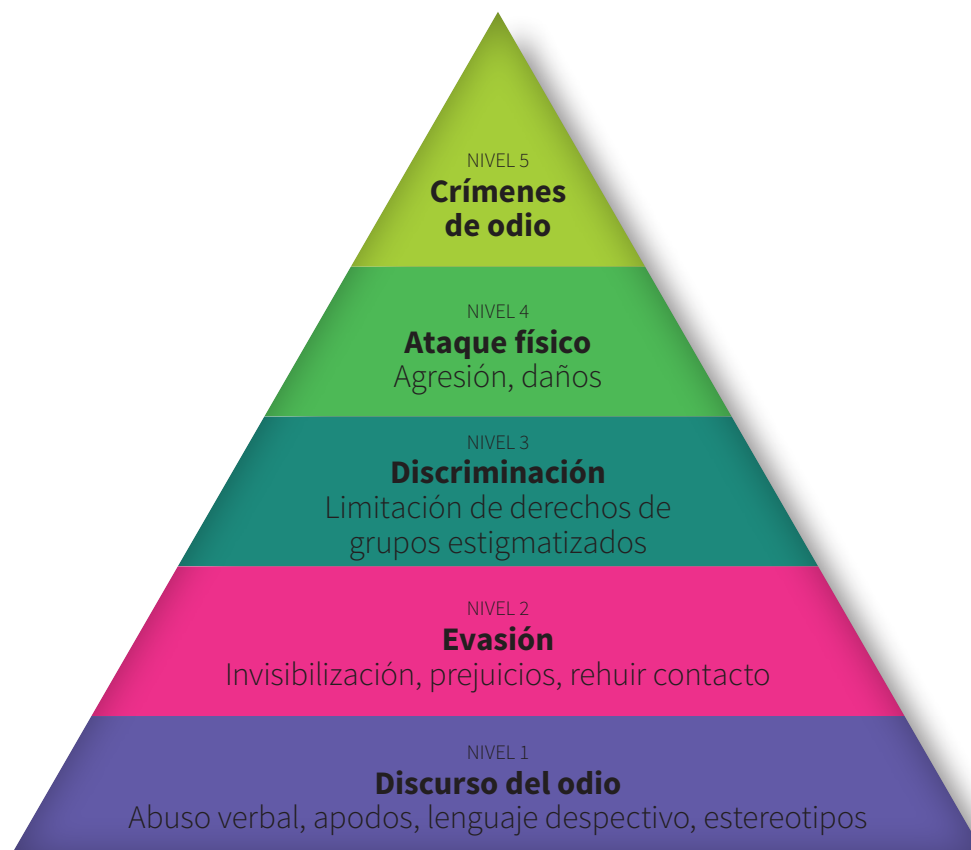 NIVEL 5
Crímenes
de odio
NIVEL 4
Ataque físico
Agresión, daños
NIVEL 3
Discriminación
Limitación de derechos de
grupos estigmatizados
NIVEL 2
Evasión
Invisibilización, prejuicios, rehuir contacto
NIVEL 1
Discurso del odio
Abuso verbal, apodos, lenguaje despectivo, estereotipos